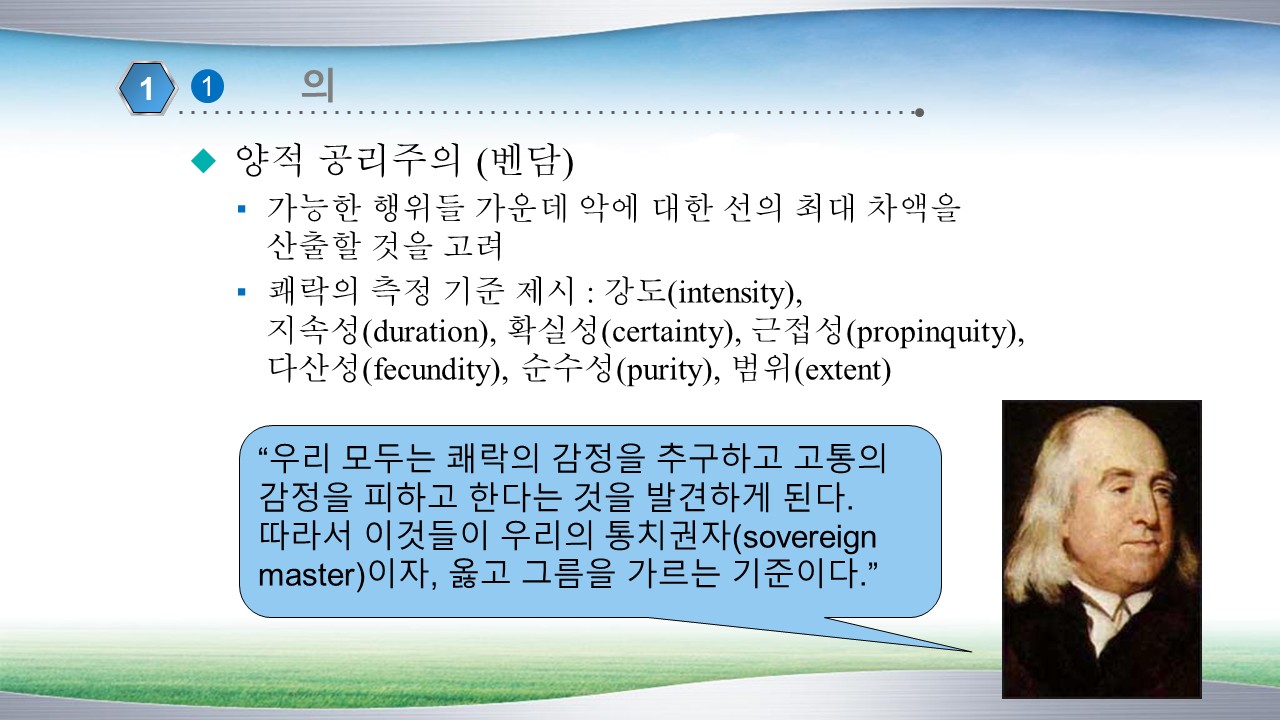 1 1 의
양적 공리주의 (벤담)
가능한 행위들 가운데 악에 대한 선의 최대 차액을
산출할 것을 고려
쾌락의 측정 기준 제시 : 강도(intensity),
지속성(duration), 확실성(certainty), 근접성(propinquity),
다산성(fecundity), 순수성(purity), 범위(extent)
“우리 모두는 쾌락의 감정을 추구하고 고통의
감정을 피하고 한다는 것을 발견하게 된다.
따라서 이것들이 우리의 통치권자(sovereign
master)이자, 옳고 그름을 가르는 기준이다.”